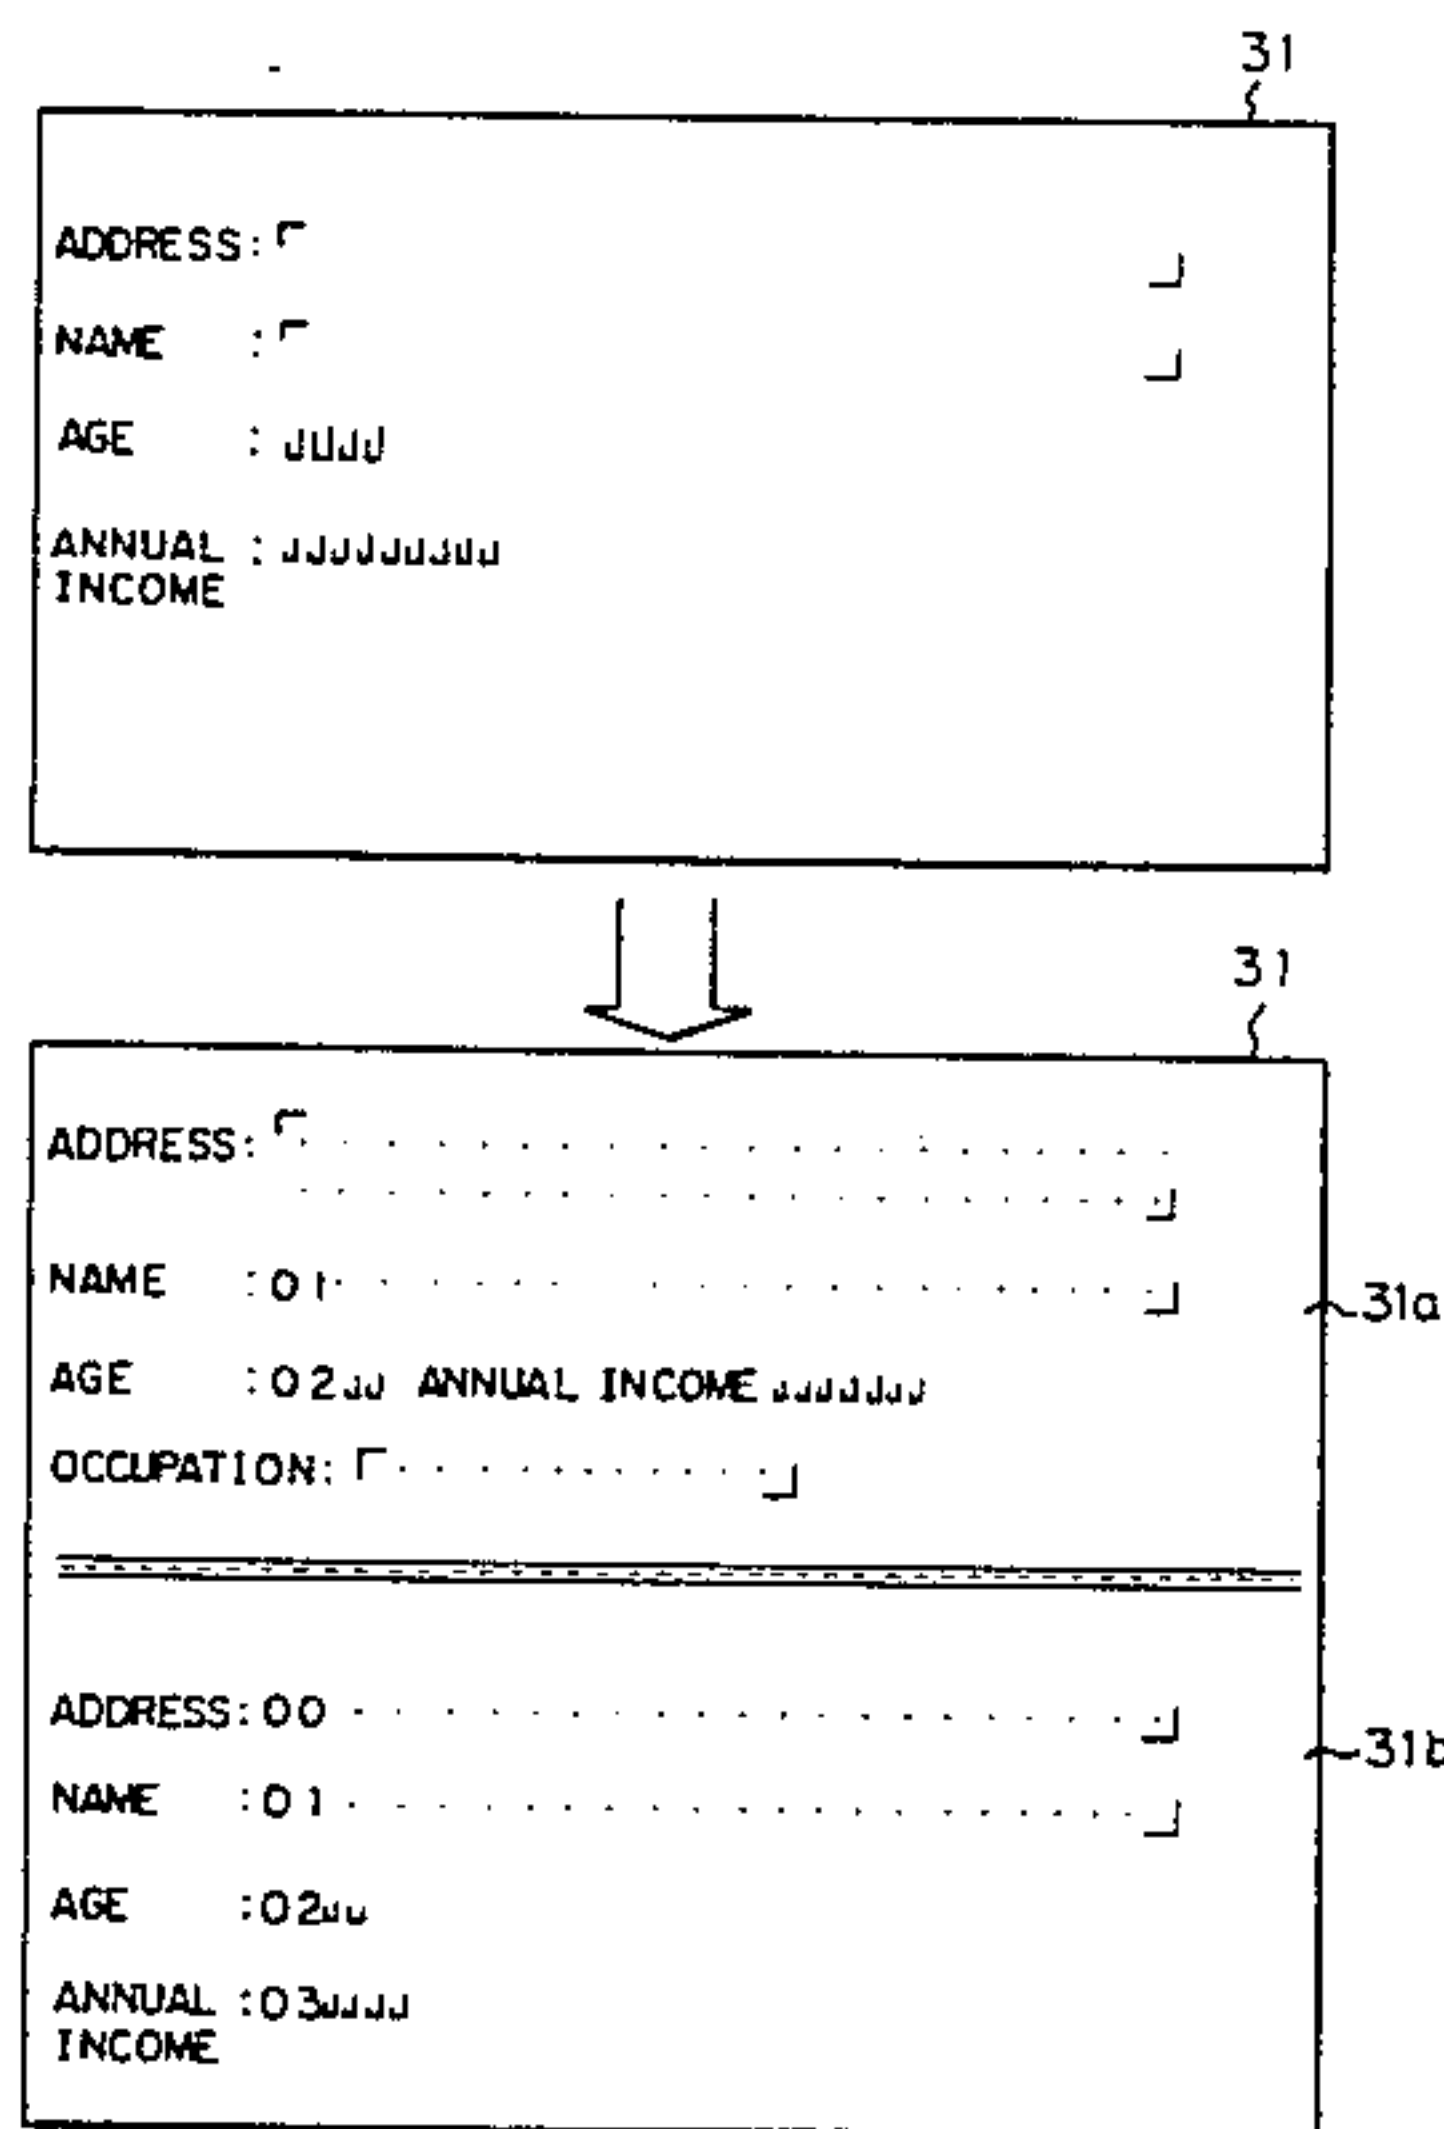 31
ADDRESS:
NAME :
AGE :
ANNUAL :
INCOME
31
ADDRESS:
NAME :01
31a
AGE :02 ANNUAL INCOME
OCCUPATION:
ADDRESS:00
31b
NAME :01
AGE :02
ANNUAL :03
INCOME